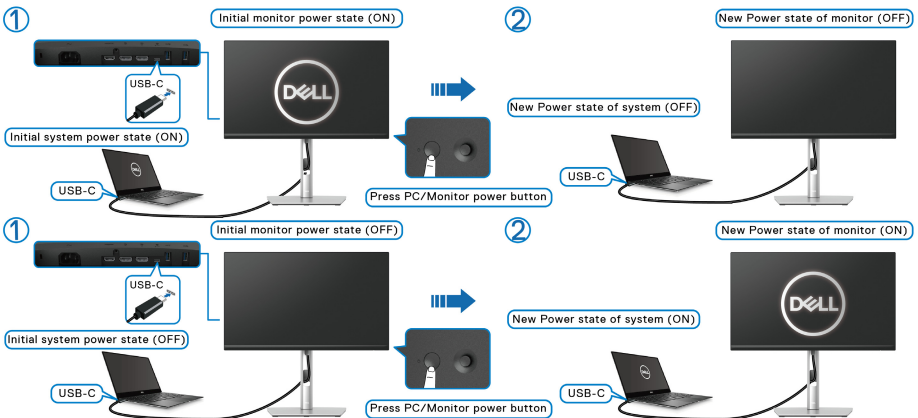 1
Initial monitor power state (ON)
2
New Power state of monitor (OFF)
USB-C
DELL
New Power state of system (OFF)
Initial system power state (ON)
DELL
USB-C
USB-C
Press PC/Monitor power button
1
Initial monitor power state (OFF)
2
New Power state of monitor (ON)
USB-C
DELL
New Power state of system (ON)
Initial system power state (OFF)
DELL
USB-C
USB-C
Press PC/Monitor power button